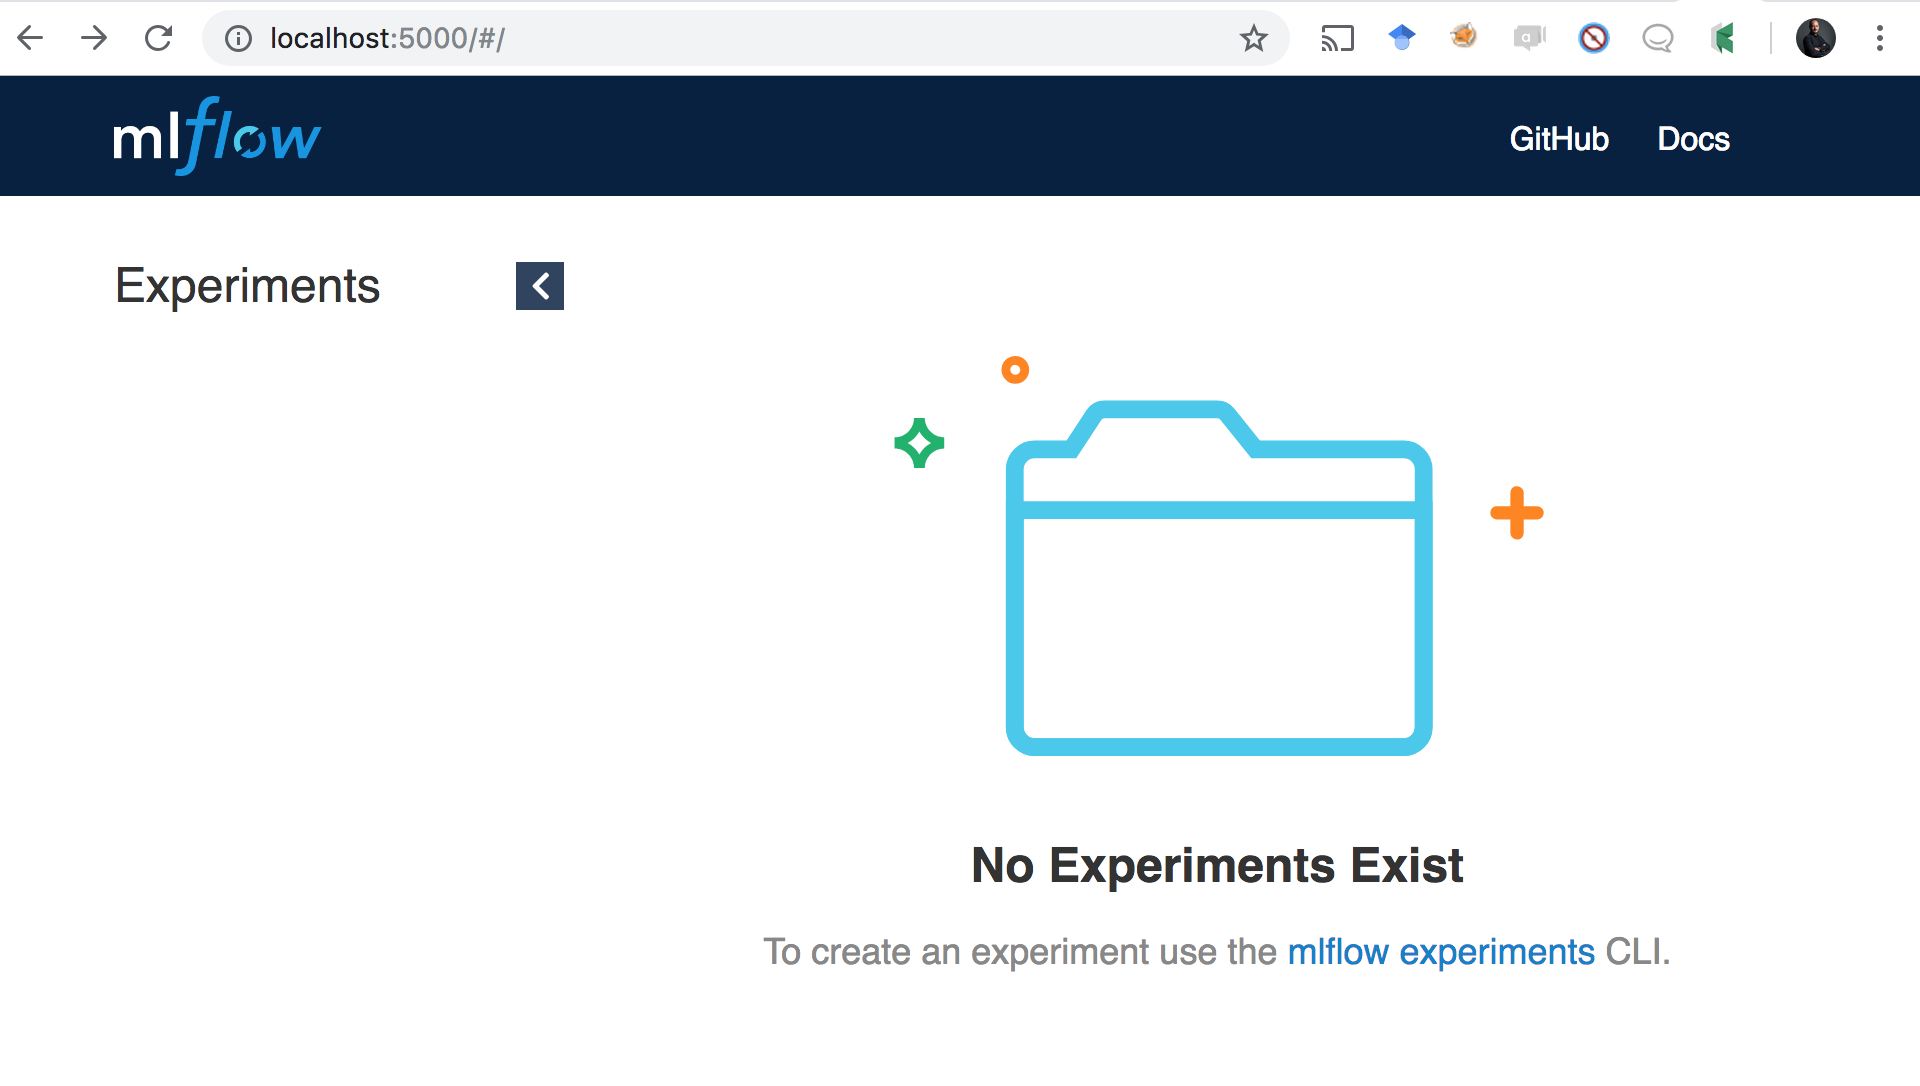 localhost:5000/#/
mlflow
GitHub
Docs
Experiments
No Experiments Exist
To create an experiment use the mlflow experiments CLI.